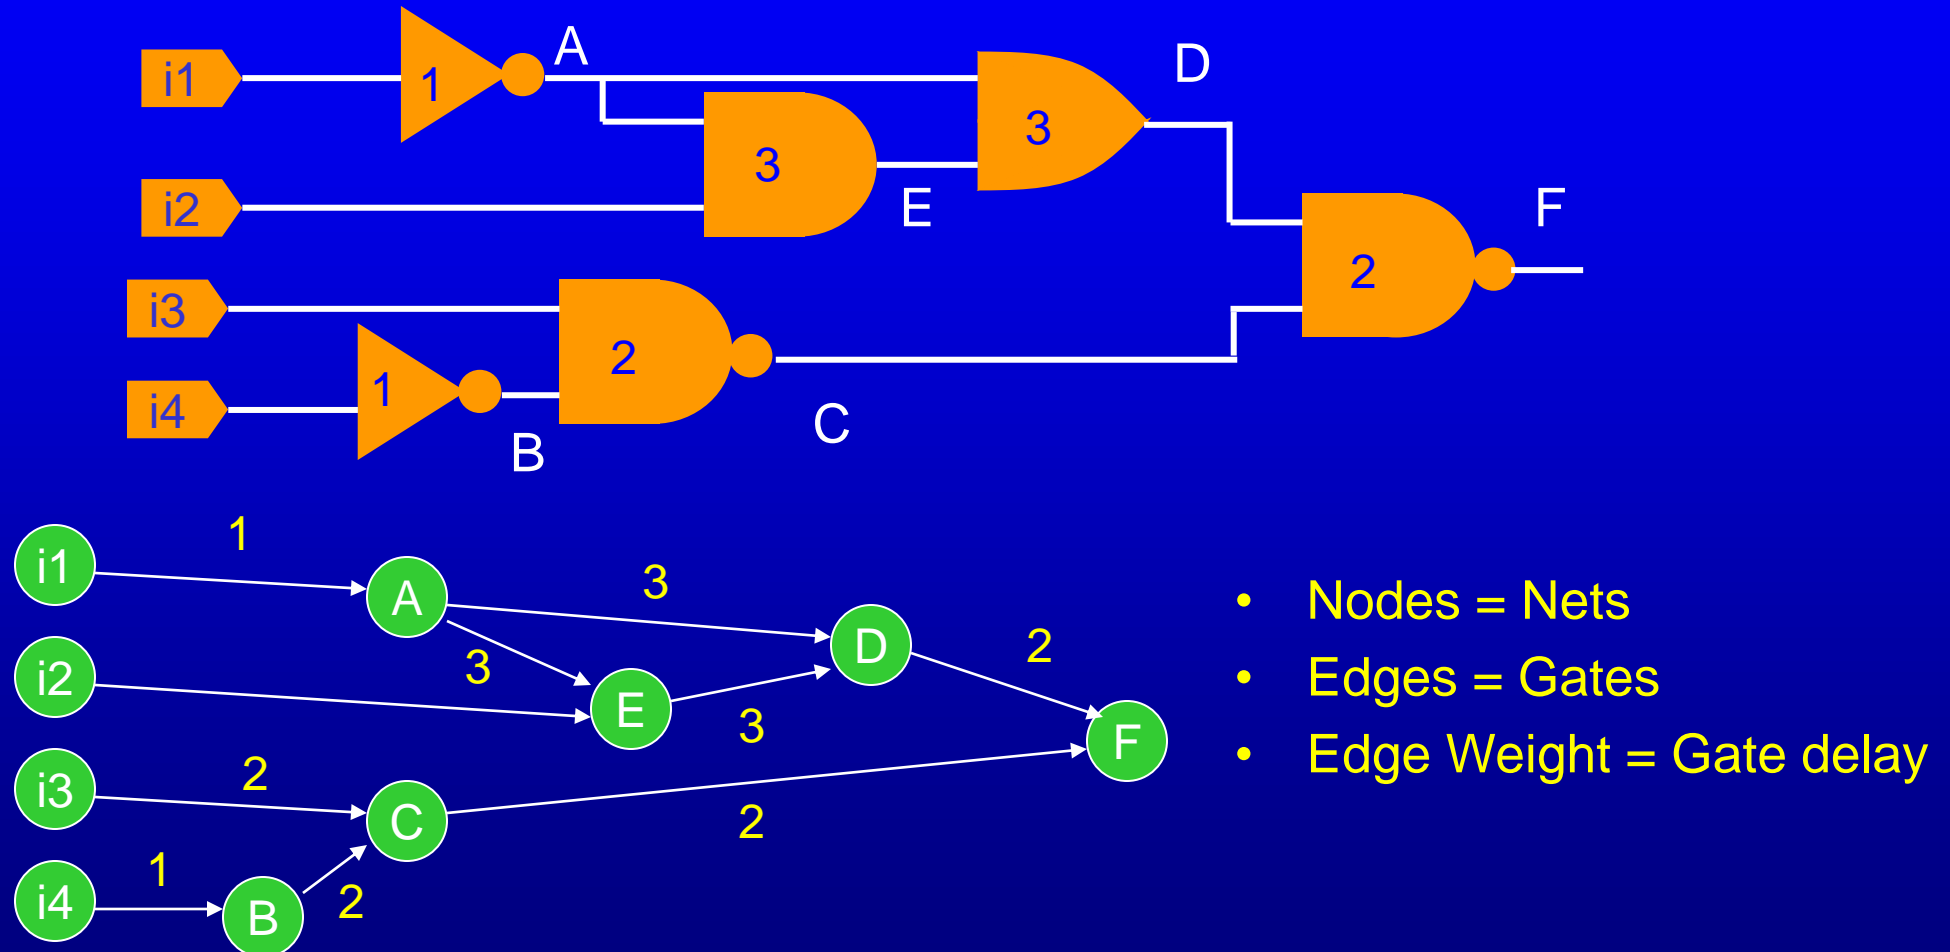 A
D
i1
1
3
3
i2
E
F
2
i3
2
1
i4
B
C
1
i1
A
3
D
2
3
i2
E
3
F
2
i3
C
2
1
i4
B
2
• Nodes = Nets
• Edges = Gates
• Edge Weight = Gate delay